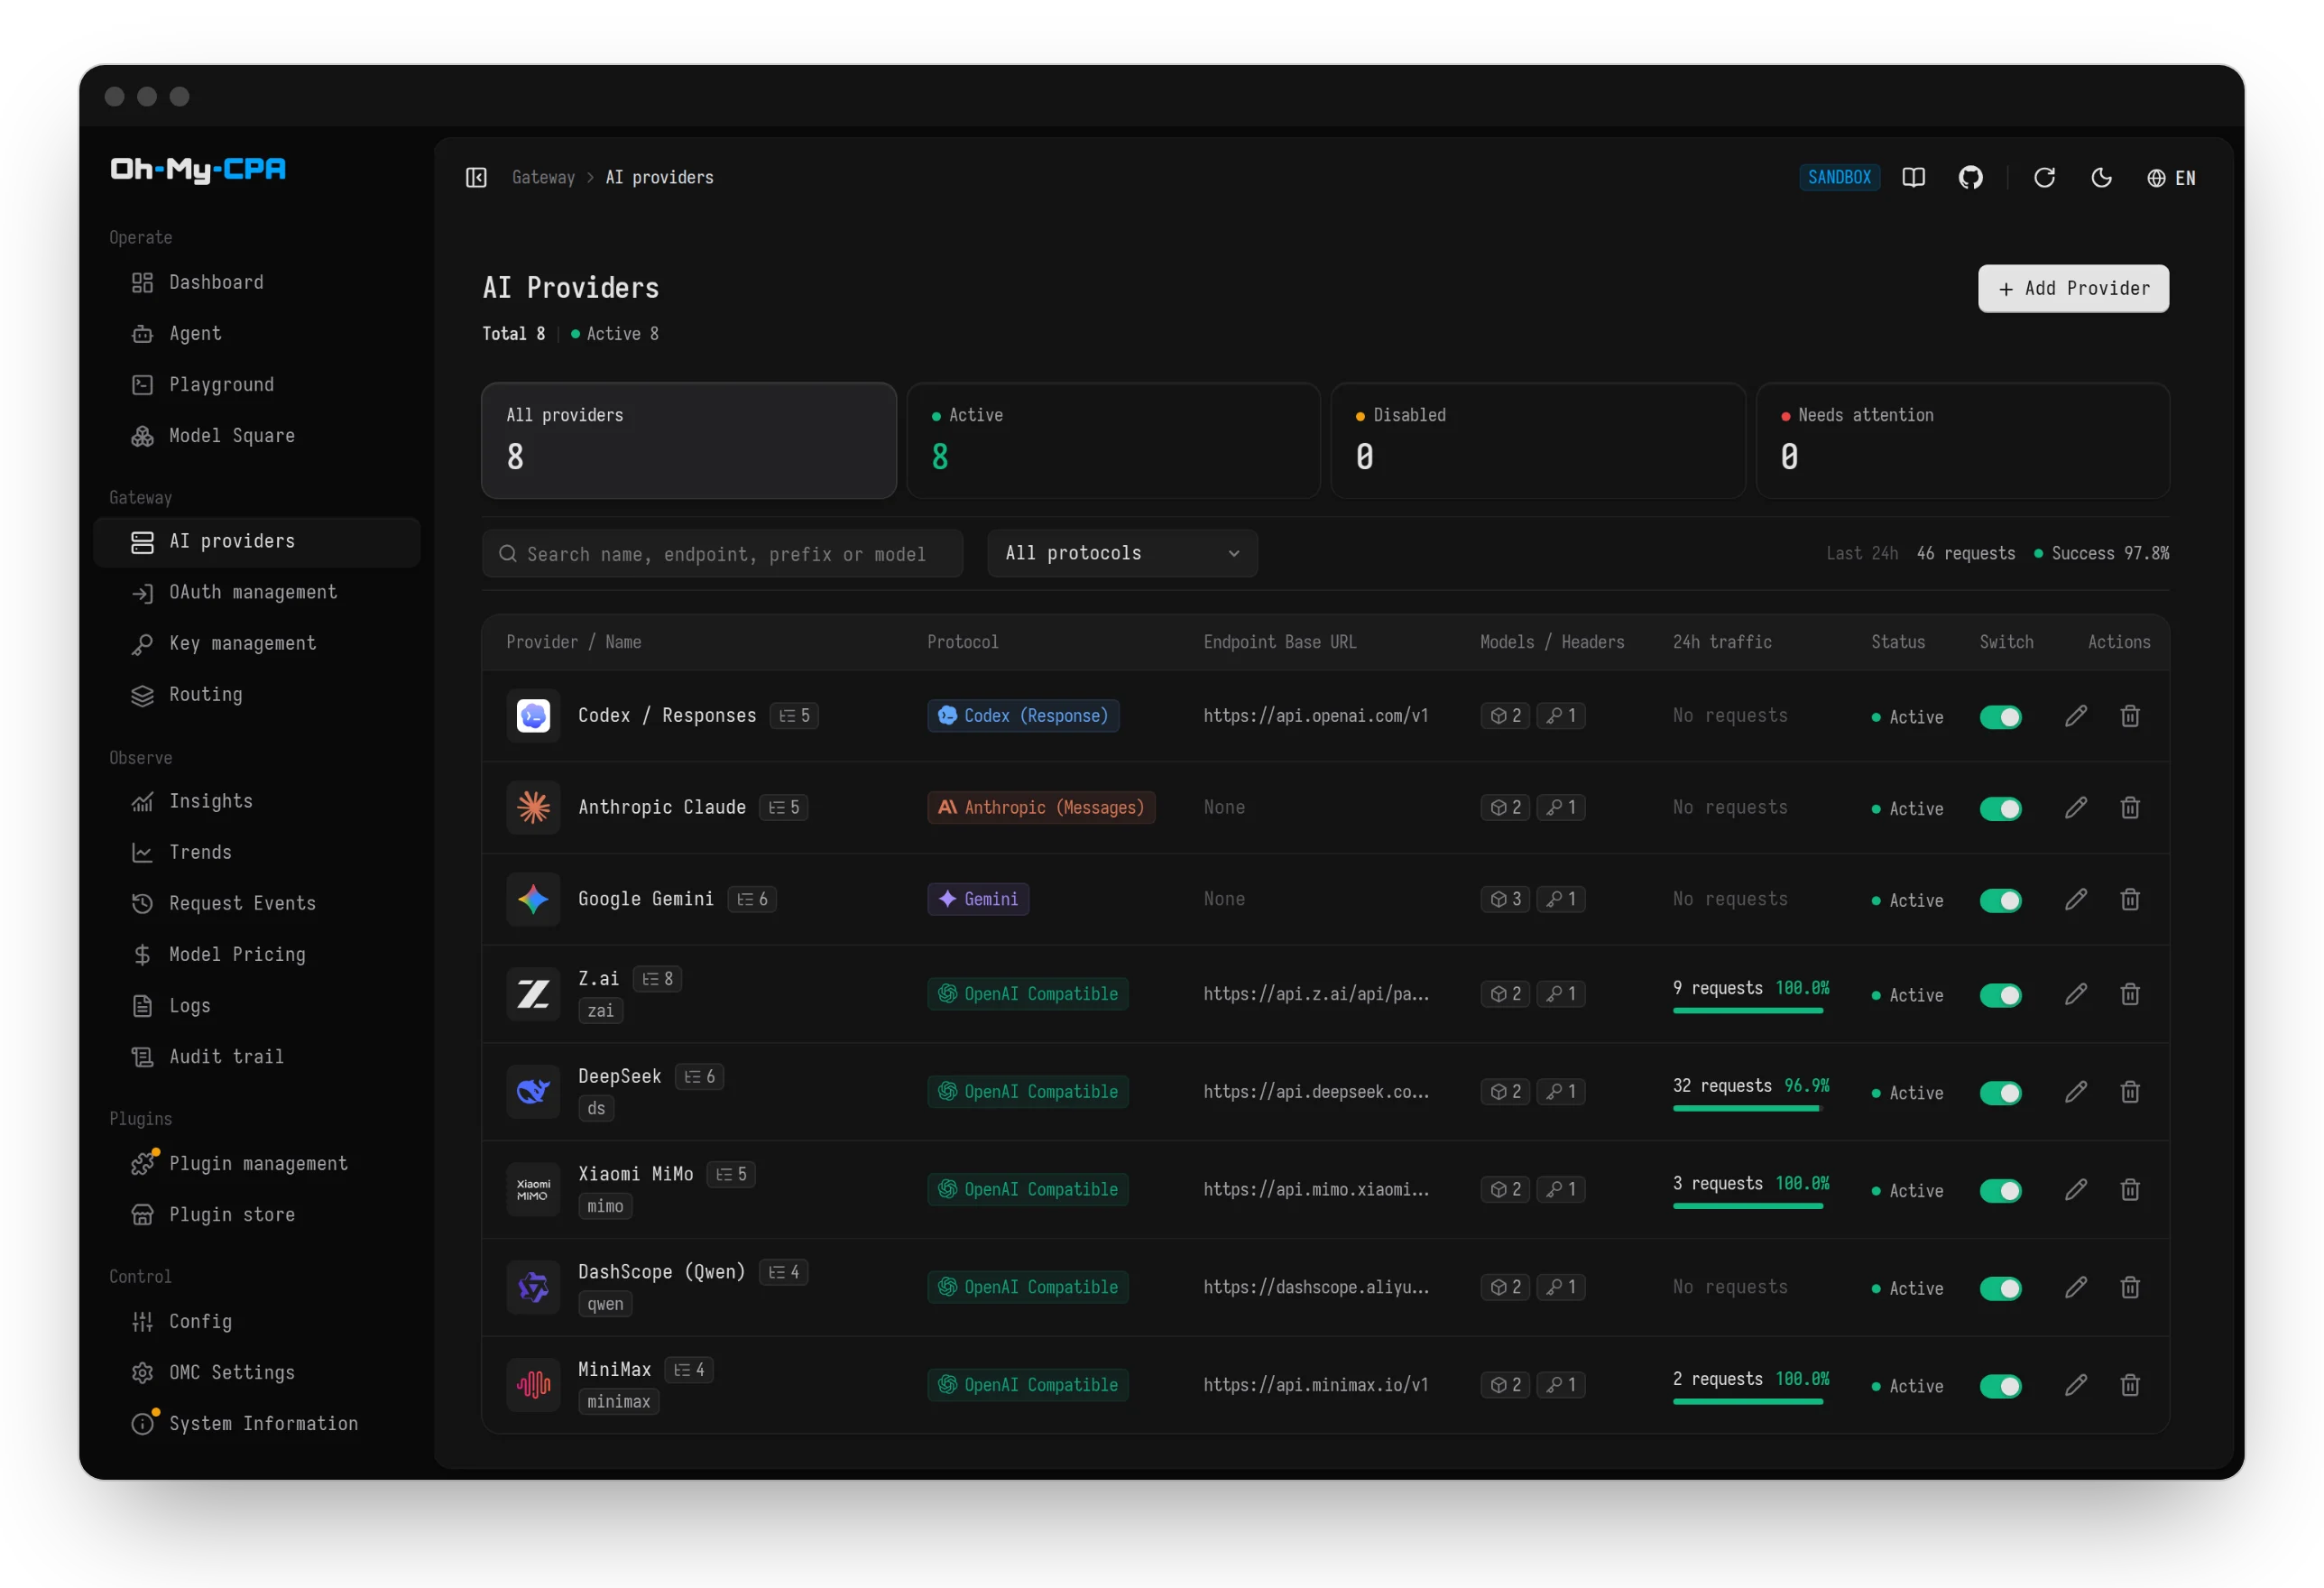 Oh-My-CPA
Operate
Dashboard
Agent
Playground
Model Square
Gateway
AI providers
OAuth management
Key management
Routing
Observe
Insights
Trends
Request Events
Model Pricing
Logs
Audit trail
Plugins
Plugin management
Plugin store
Control
Config
OMC Settings
System Information
Gateway > AI providers
SANDBOX EN
AI Providers
+ Add Provider
Total 8 Active 8
All providers
8
Active
8
Disabled
0
Needs attention
0
Search name, endpoint, prefix or model
All protocols
Last 24h 46 requests Success 97.8%
Provider / Name Protocol Endpoint Base URL Models / Headers 24h traffic Status Switch Actions
Codex / Responses 5 Codex (Response) https://api.openai.com/v1 2 1 No requests Active
Anthropic Claude 5 Anthropic (Messages) None 2 1 No requests Active
Google Gemini 6 Gemini None 3 1 No requests Active
Z.ai 8
zai
OpenAI Compatible https://api.z.ai/api/pa... 2 1 9 requests 100.0% Active
DeepSeek 6
ds
OpenAI Compatible https://api.deepseek.co... 2 1 32 requests 96.9% Active
Xiaomi
MiMO
Xiaomi MiMo 5
mimo
OpenAI Compatible https://api.mimo.xiaomi... 2 1 3 requests 100.0% Active
DashScope (Qwen) 4
qwen
OpenAI Compatible https://dashscope.aliyu... 2 1 No requests Active
MiniMax 4
minimax
OpenAI Compatible https://api.minimax.io/v1 2 1 2 requests 100.0% Active